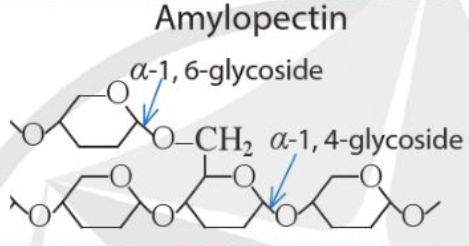 Amylopectin
α-1, 6-glycoside
O
O O–CH₂ α-1, 4-glycoside
O O O
O O O O